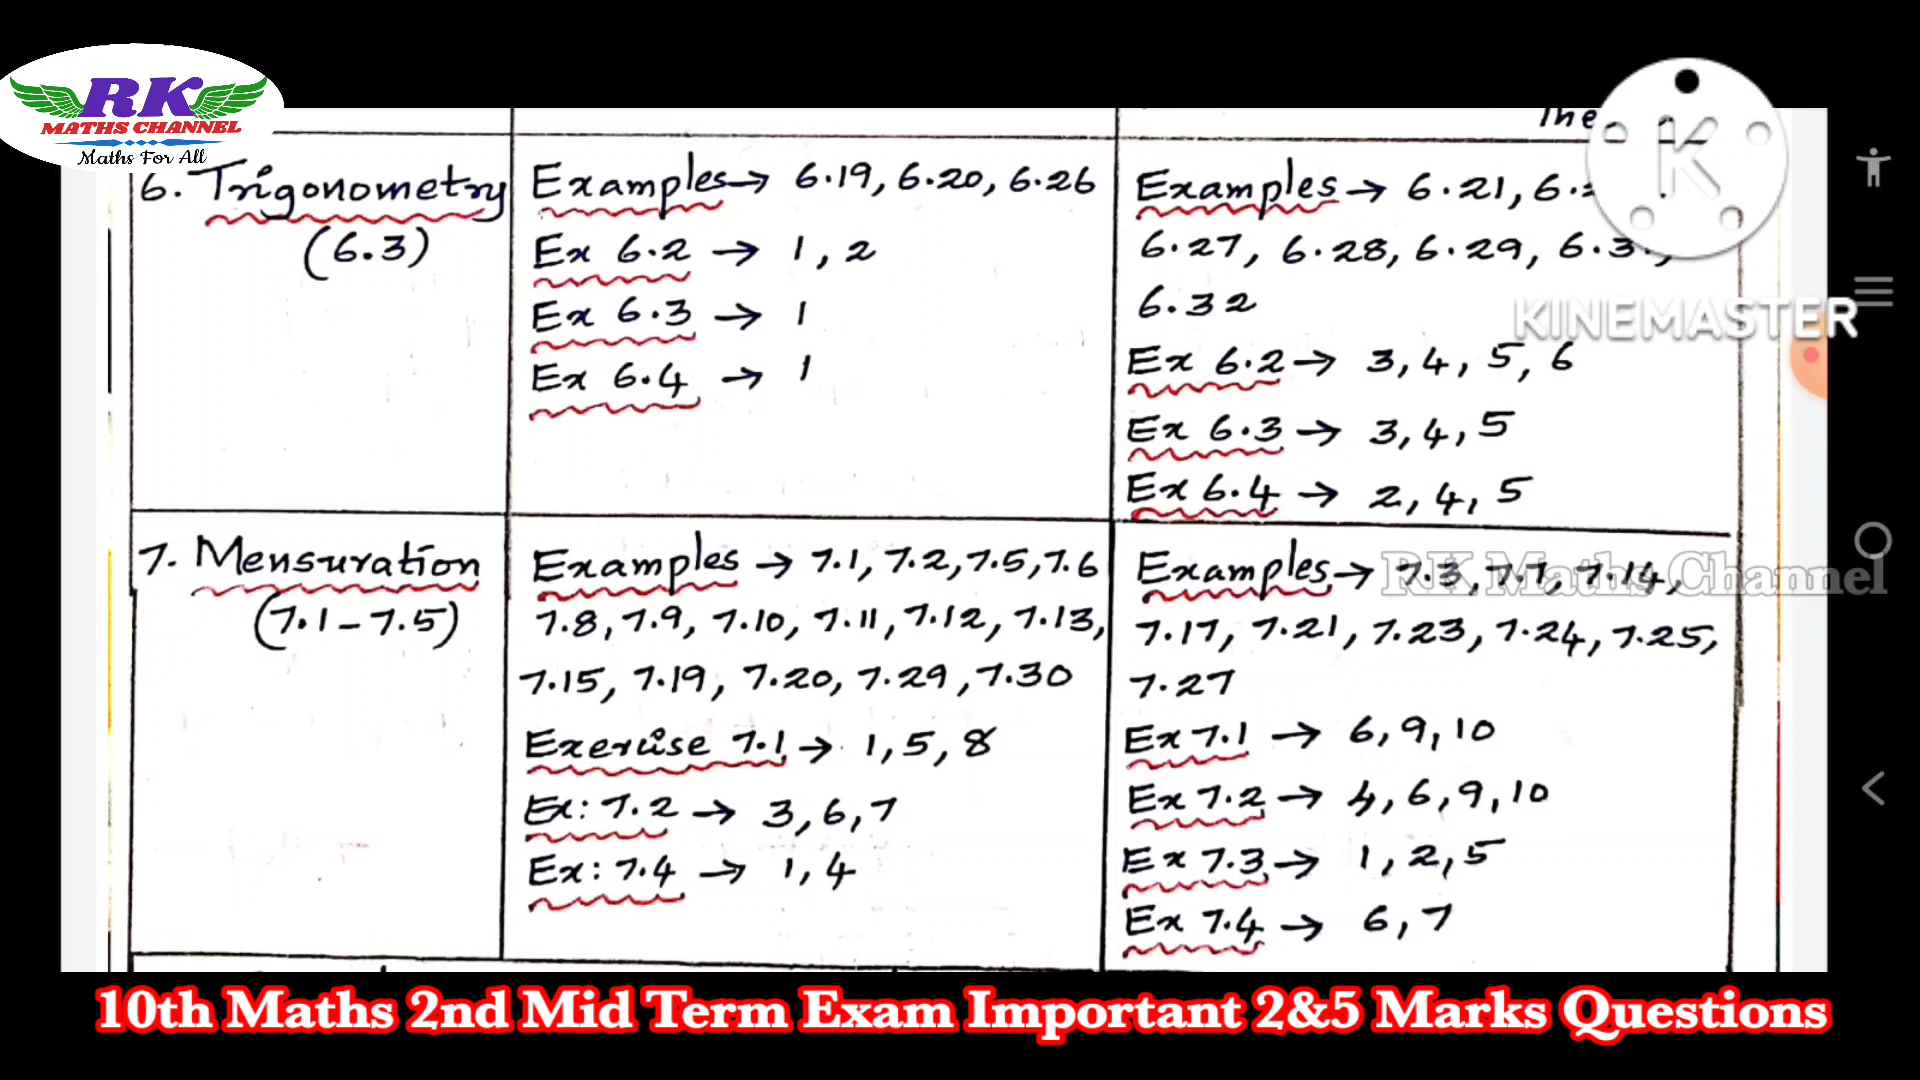 RK
MATHS CHANNEL
Maths For All
The
6. Trigonometry
(6.3)
Examples → 6.19, 6.20, 6.26
Ex 6.2 → 1, 2
Ex 6.3 → 1
Ex 6.4 → 1
Examples → 6.21,
6.27, 6.28, 6.29,
6.32
Ex 6.2 → 3, 4, 5, 6
Ex 6.3 → 3, 4, 5
Ex 6.4 → 2, 4, 5
K
KINEMASTER
7. Mensuration
(7.1 - 7.5)
Examples → 7.1, 7.2, 7.5, 7.6
7.8, 7.9, 7.10, 7.11, 7.12, 7.13,
7.15, 7.19, 7.20, 7.29, 7.30
Exercise 7.1 → 1, 5, 8
Ex: 7.2 → 3, 6, 7
Ex: 7.4 → 1, 4
Examples → 7.3, 7.7, 7.14,
7.17, 7.21, 7.23, 7.24, 7.25,
7.27
Ex 7.1 → 6, 9, 10
Ex 7.2 → 4, 6, 9, 10
Ex 7.3 → 1, 2, 5
Ex 7.4 → 6, 7
RK Maths Channel
10th Maths 2nd Mid Term Exam Important 2&5 Marks Questions